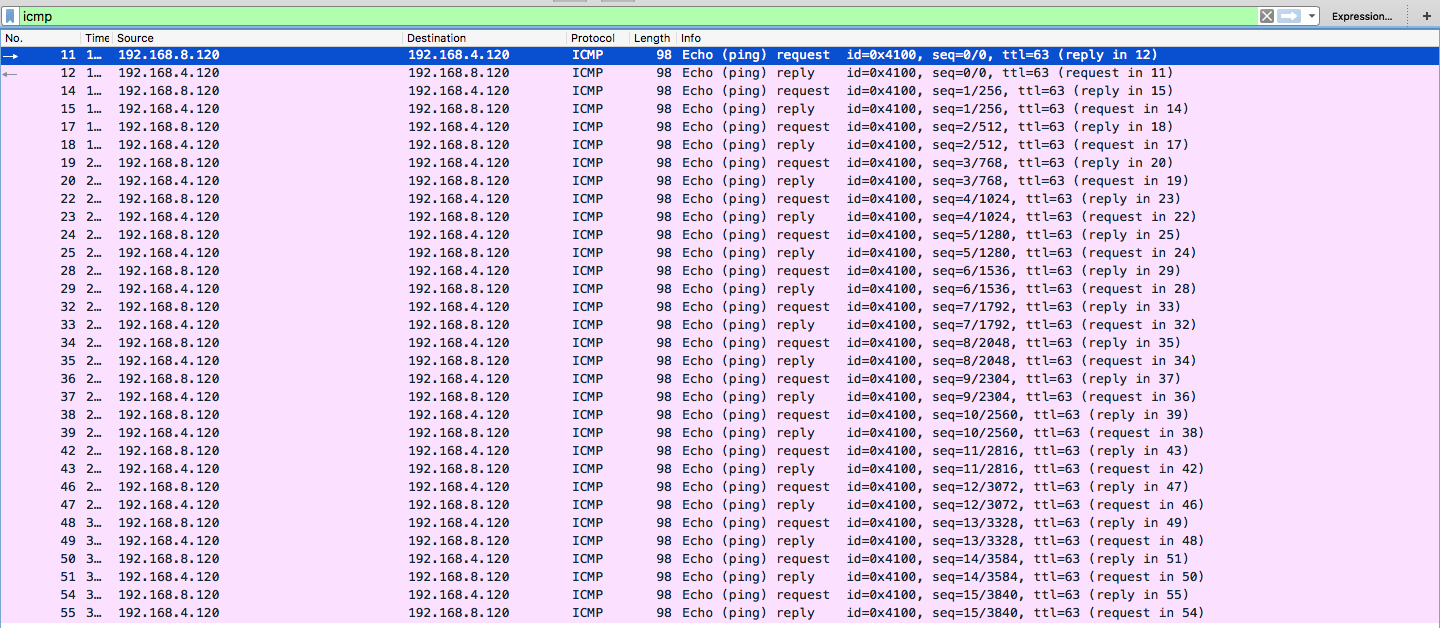 icmp Expression... +
No. Time Source Destination Protocol Length Info
11 1... 192.168.8.120 192.168.4.120 ICMP 98 Echo (ping) request id=0x4100, seq=0/0, ttl=63 (reply in 12)
12 1... 192.168.4.120 192.168.8.120 ICMP 98 Echo (ping) reply id=0x4100, seq=0/0, ttl=63 (request in 11)
14 1... 192.168.8.120 192.168.4.120 ICMP 98 Echo (ping) request id=0x4100, seq=1/256, ttl=63 (reply in 15)
15 1... 192.168.4.120 192.168.8.120 ICMP 98 Echo (ping) reply id=0x4100, seq=1/256, ttl=63 (request in 14)
17 1... 192.168.8.120 192.168.4.120 ICMP 98 Echo (ping) request id=0x4100, seq=2/512, ttl=63 (reply in 18)
18 1... 192.168.4.120 192.168.8.120 ICMP 98 Echo (ping) reply id=0x4100, seq=2/512, ttl=63 (request in 17)
19 2... 192.168.8.120 192.168.4.120 ICMP 98 Echo (ping) request id=0x4100, seq=3/768, ttl=63 (reply in 20)
20 2... 192.168.4.120 192.168.8.120 ICMP 98 Echo (ping) reply id=0x4100, seq=3/768, ttl=63 (request in 19)
22 2... 192.168.8.120 192.168.4.120 ICMP 98 Echo (ping) request id=0x4100, seq=4/1024, ttl=63 (reply in 23)
23 2... 192.168.4.120 192.168.8.120 ICMP 98 Echo (ping) reply id=0x4100, seq=4/1024, ttl=63 (request in 22)
24 2... 192.168.8.120 192.168.4.120 ICMP 98 Echo (ping) request id=0x4100, seq=5/1280, ttl=63 (reply in 25)
25 2... 192.168.4.120 192.168.8.120 ICMP 98 Echo (ping) reply id=0x4100, seq=5/1280, ttl=63 (request in 24)
28 2... 192.168.8.120 192.168.4.120 ICMP 98 Echo (ping) request id=0x4100, seq=6/1536, ttl=63 (reply in 29)
29 2... 192.168.4.120 192.168.8.120 ICMP 98 Echo (ping) reply id=0x4100, seq=6/1536, ttl=63 (request in 28)
32 2... 192.168.8.120 192.168.4.120 ICMP 98 Echo (ping) request id=0x4100, seq=7/1792, ttl=63 (reply in 33)
33 2... 192.168.4.120 192.168.8.120 ICMP 98 Echo (ping) reply id=0x4100, seq=7/1792, ttl=63 (request in 32)
34 2... 192.168.8.120 192.168.4.120 ICMP 98 Echo (ping) request id=0x4100, seq=8/2048, ttl=63 (reply in 35)
35 2... 192.168.4.120 192.168.8.120 ICMP 98 Echo (ping) reply id=0x4100, seq=8/2048, ttl=63 (request in 34)
36 2... 192.168.8.120 192.168.4.120 ICMP 98 Echo (ping) request id=0x4100, seq=9/2304, ttl=63 (reply in 37)
37 2... 192.168.4.120 192.168.8.120 ICMP 98 Echo (ping) reply id=0x4100, seq=9/2304, ttl=63 (request in 36)
38 2... 192.168.8.120 192.168.4.120 ICMP 98 Echo (ping) request id=0x4100, seq=10/2560, ttl=63 (reply in 39)
39 2... 192.168.4.120 192.168.8.120 ICMP 98 Echo (ping) reply id=0x4100, seq=10/2560, ttl=63 (request in 38)
42 2... 192.168.8.120 192.168.4.120 ICMP 98 Echo (ping) request id=0x4100, seq=11/2816, ttl=63 (reply in 43)
43 2... 192.168.4.120 192.168.8.120 ICMP 98 Echo (ping) reply id=0x4100, seq=11/2816, ttl=63 (request in 42)
46 2... 192.168.8.120 192.168.4.120 ICMP 98 Echo (ping) request id=0x4100, seq=12/3072, ttl=63 (reply in 47)
47 2... 192.168.4.120 192.168.8.120 ICMP 98 Echo (ping) reply id=0x4100, seq=12/3072, ttl=63 (request in 46)
48 3... 192.168.8.120 192.168.4.120 ICMP 98 Echo (ping) request id=0x4100, seq=13/3328, ttl=63 (reply in 49)
49 3... 192.168.4.120 192.168.8.120 ICMP 98 Echo (ping) reply id=0x4100, seq=13/3328, ttl=63 (request in 48)
50 3... 192.168.8.120 192.168.4.120 ICMP 98 Echo (ping) request id=0x4100, seq=14/3584, ttl=63 (reply in 51)
51 3... 192.168.4.120 192.168.8.120 ICMP 98 Echo (ping) reply id=0x4100, seq=14/3584, ttl=63 (request in 50)
54 3... 192.168.8.120 192.168.4.120 ICMP 98 Echo (ping) request id=0x4100, seq=15/3840, ttl=63 (reply in 55)
55 3... 192.168.4.120 192.168.8.120 ICMP 98 Echo (ping) reply id=0x4100, seq=15/3840, ttl=63 (request in 54)